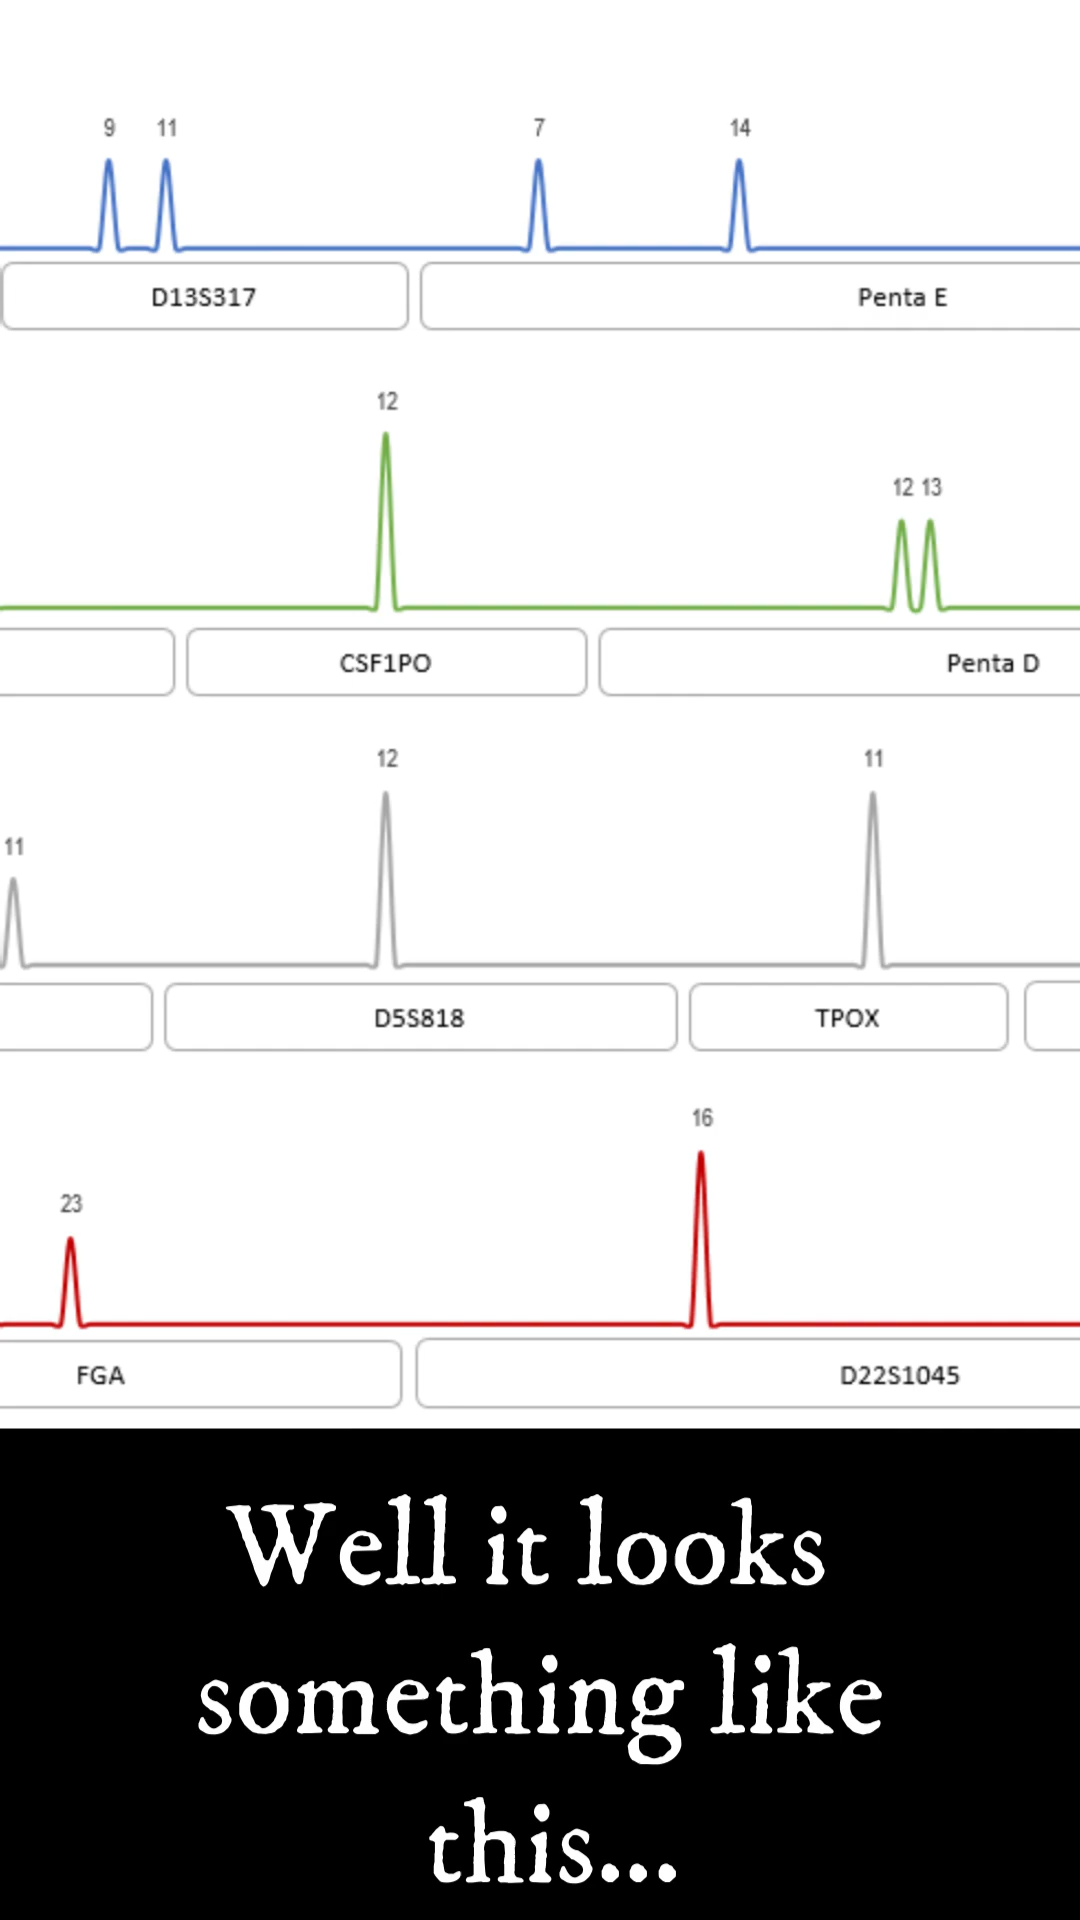 9 11 7 14
D13S317 Penta E
12
12 13
CSF1PO Penta D
12 11
11
D5S818 TPOX
16
23
FGA D22S1045
Well it looks
something like
this...